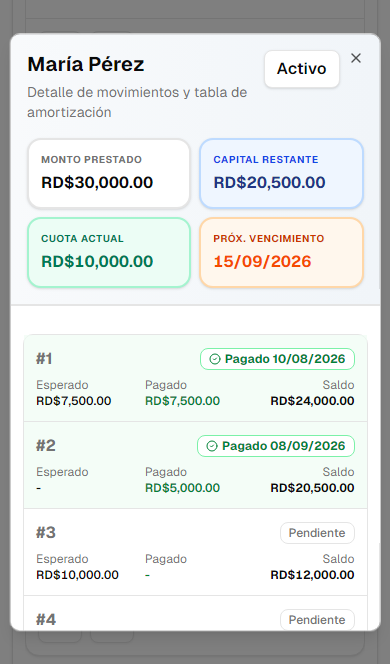 María Pérez
Activo
Detalle de movimientos y tabla de
amortización
MONTO PRESTADO
RD$30,000.00
CAPITAL RESTANTE
RD$20,500.00
CUOTA ACTUAL
RD$10,000.00
PRÓX. VENCIMIENTO
15/09/2026
#1
Pagado 10/08/2026
Esperado Pagado Saldo
RD$7,500.00 RD$7,500.00 RD$24,000.00
#2
Pagado 08/09/2026
Esperado Pagado Saldo
- RD$5,000.00 RD$20,500.00
#3
Pendiente
Esperado Pagado Saldo
RD$10,000.00 - RD$12,000.00
#4
Pendiente